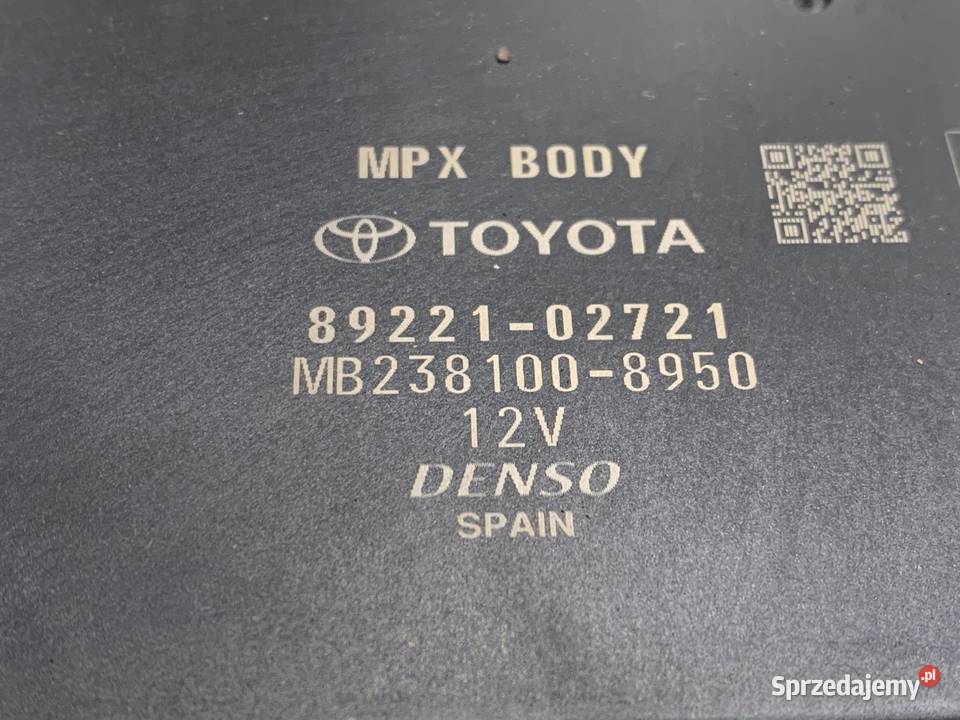 MPX BODY
TOYOTA
89221-02721
MB238100-8950
12V
DENSO
SPAIN
Sprzedajemy.pl